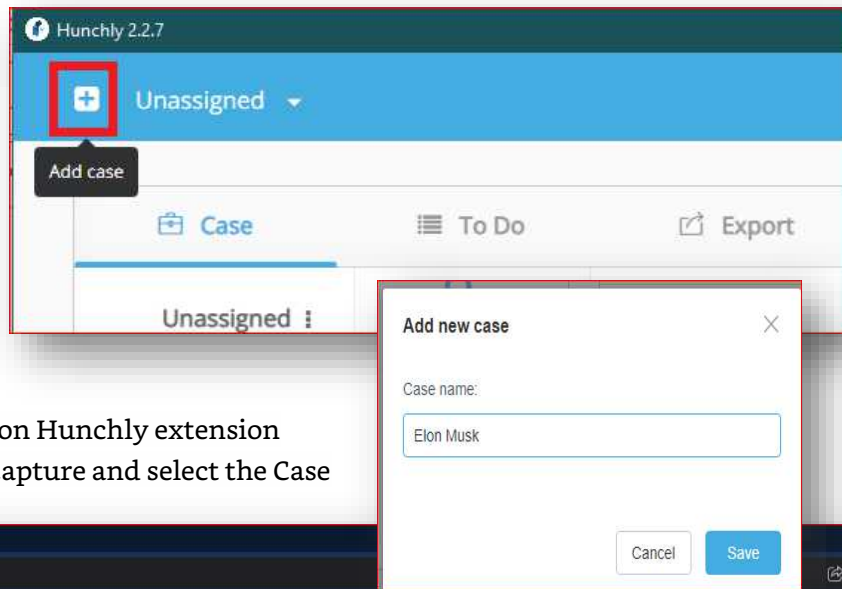 Hunchly 2.2.7
Unassigned
Add case
Case
To Do
Export
Unassigned
Add new case
Case name:
Elon Musk
Cancel
Save
on Hunchly extension
apture and select the Case